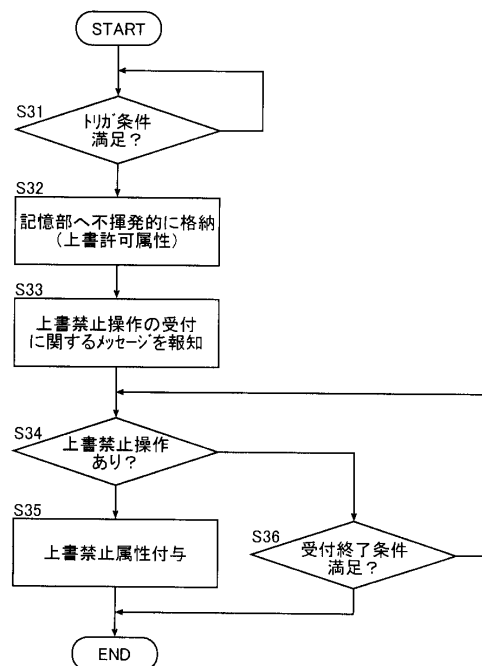 START
S31
トリガ条件
満足?
S32
記憶部へ不揮発的に格納
(上書許可属性)
S33
上書禁止操作の受付
に関するメッセージを報知
S34
上書禁止操作
あり?
S35
上書禁止属性付与
S36
受付終了条件
満足?
END